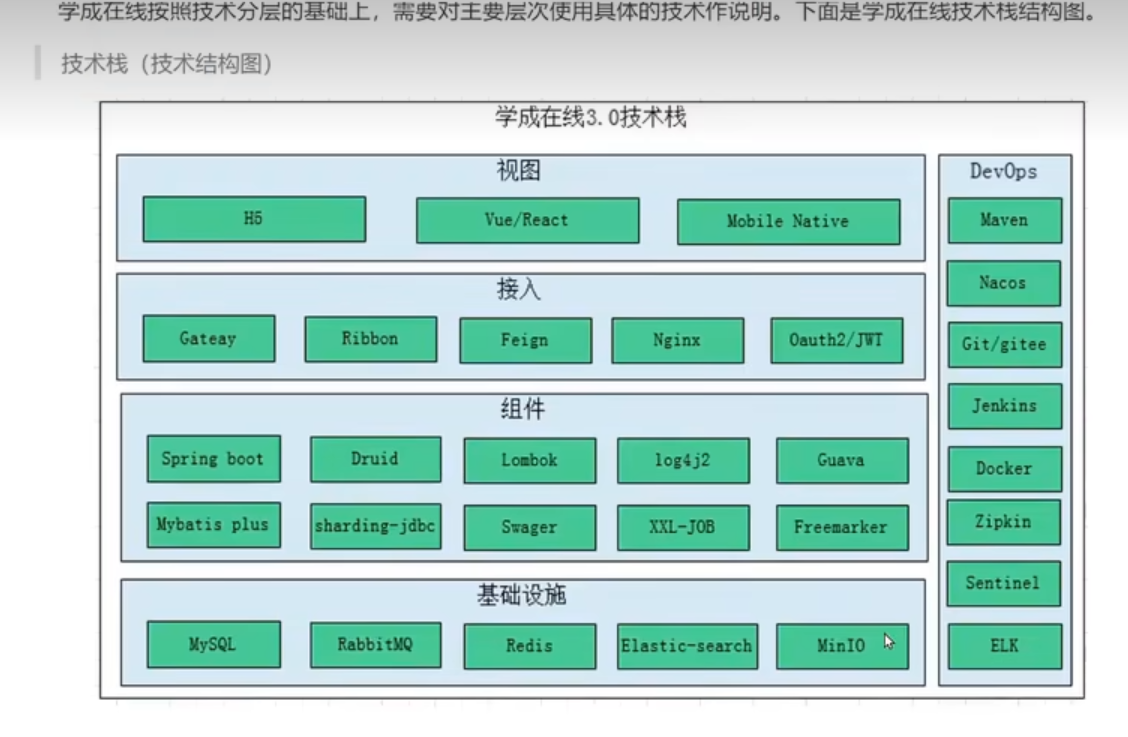 学成在线按照技术分层的基础上，需要对主要层次使用具体的技术作说明。下面是学成在线技术栈结构图。
技术栈（技术结构图）
学成在线3.0技术栈
视图
H5
Vue/React
Mobile Native
接入
Gateay
Ribbon
Feign
Nginx
Oauth2/JWT
组件
Spring boot
Druid
Lombok
log4j2
Guava
Mybatis plus
sharding-jdbc
Swager
XXL-JOB
Freemarker
基础设施
MySQL
RabbitMQ
Redis
Elastic-search
MinIO
DevOps
Maven
Nacos
Git/gitee
Jenkins
Docker
Zipkin
Sentinel
ELK